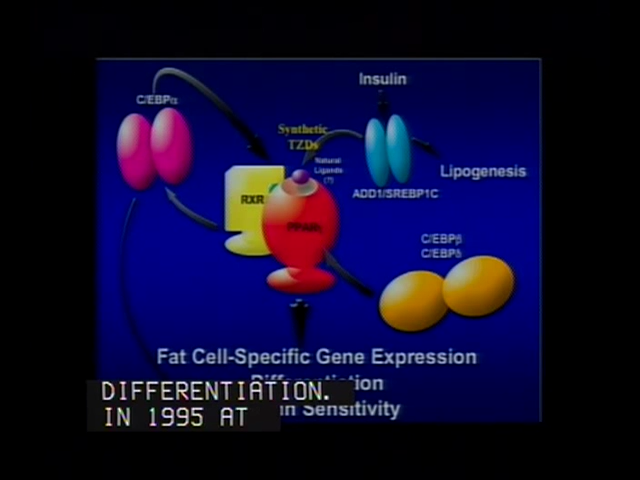 Insulin
C/EBPα
Synthetic
TZDs
Natural
Ligands
(?)
Lipogenesis
RXR
ADD1/SREBP1C
PPARγ
C/EBPβ
C/EBPδ
Fat Cell-Specific Gene Expression
DIFFERENTIATION.
IN 1995 AT
Sensitivity